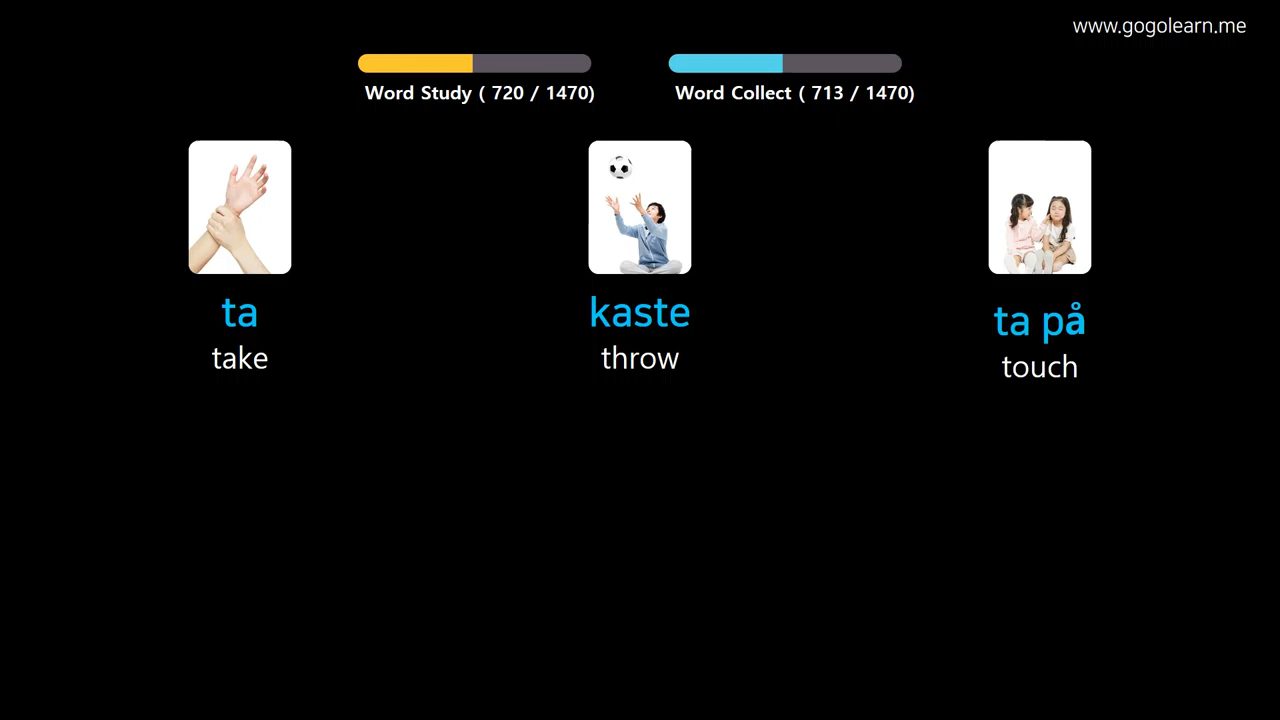 www.gogolearn.me
Word Study ( 720 / 1470)
Word Collect ( 713 / 1470)
ta
take
kaste
throw
ta på
touch